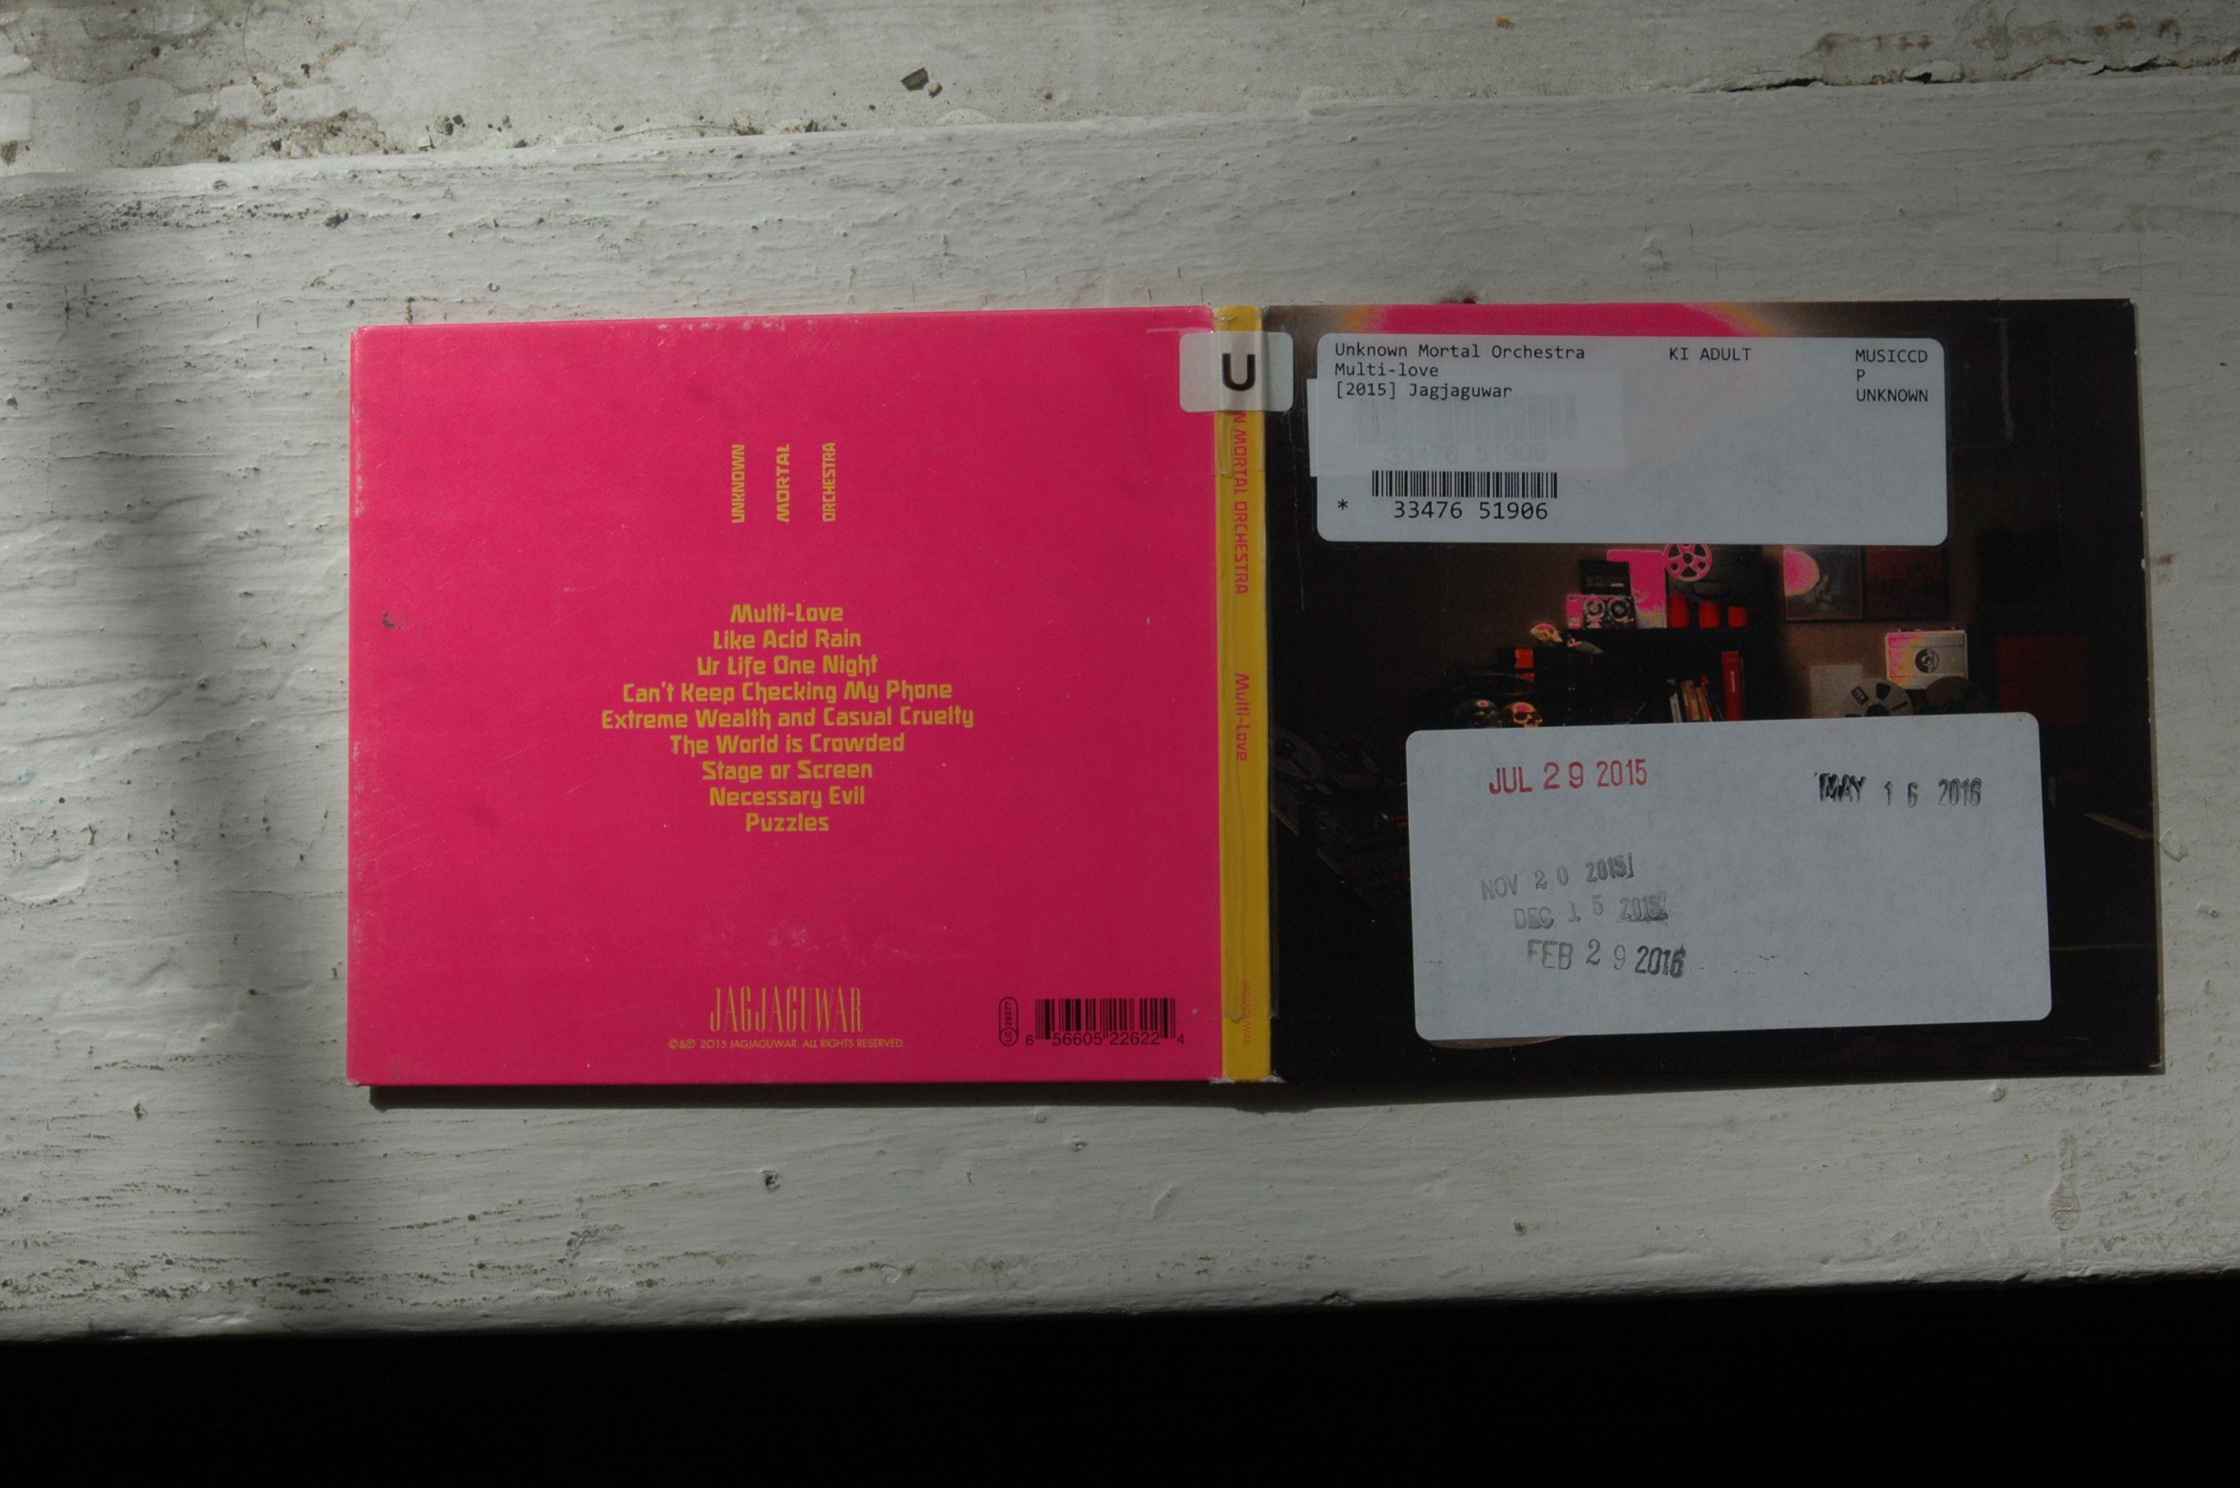 Unknown Mortal Orchestra KI ADULT MUSICCD
Multi-love P
[2015] Jagjaguwar UNKNOWN
* 33476 51906
MAY 16 2016
JUL 29 2015
NOV 20 2015
DEC 15 2015
FEB 29 2016
U
N MORTAL ORCHESTRA Multi-Love JAGJAGUWAR
UNKNOWN
MORTAL
ORCHESTRA
Multi-Love
Like Acid Rain
Ur Life One Night
Can't Keep Checking My Phone
Extreme Wealth and Casual Cruelty
The World is Crowded
Stage or Screen
Necessary Evil
Puzzles
JAGJAGUWAR
©&℗ 2015 JAGJAGUWAR. ALL RIGHTS RESERVED.
LC 29277
6 56605 22622 4